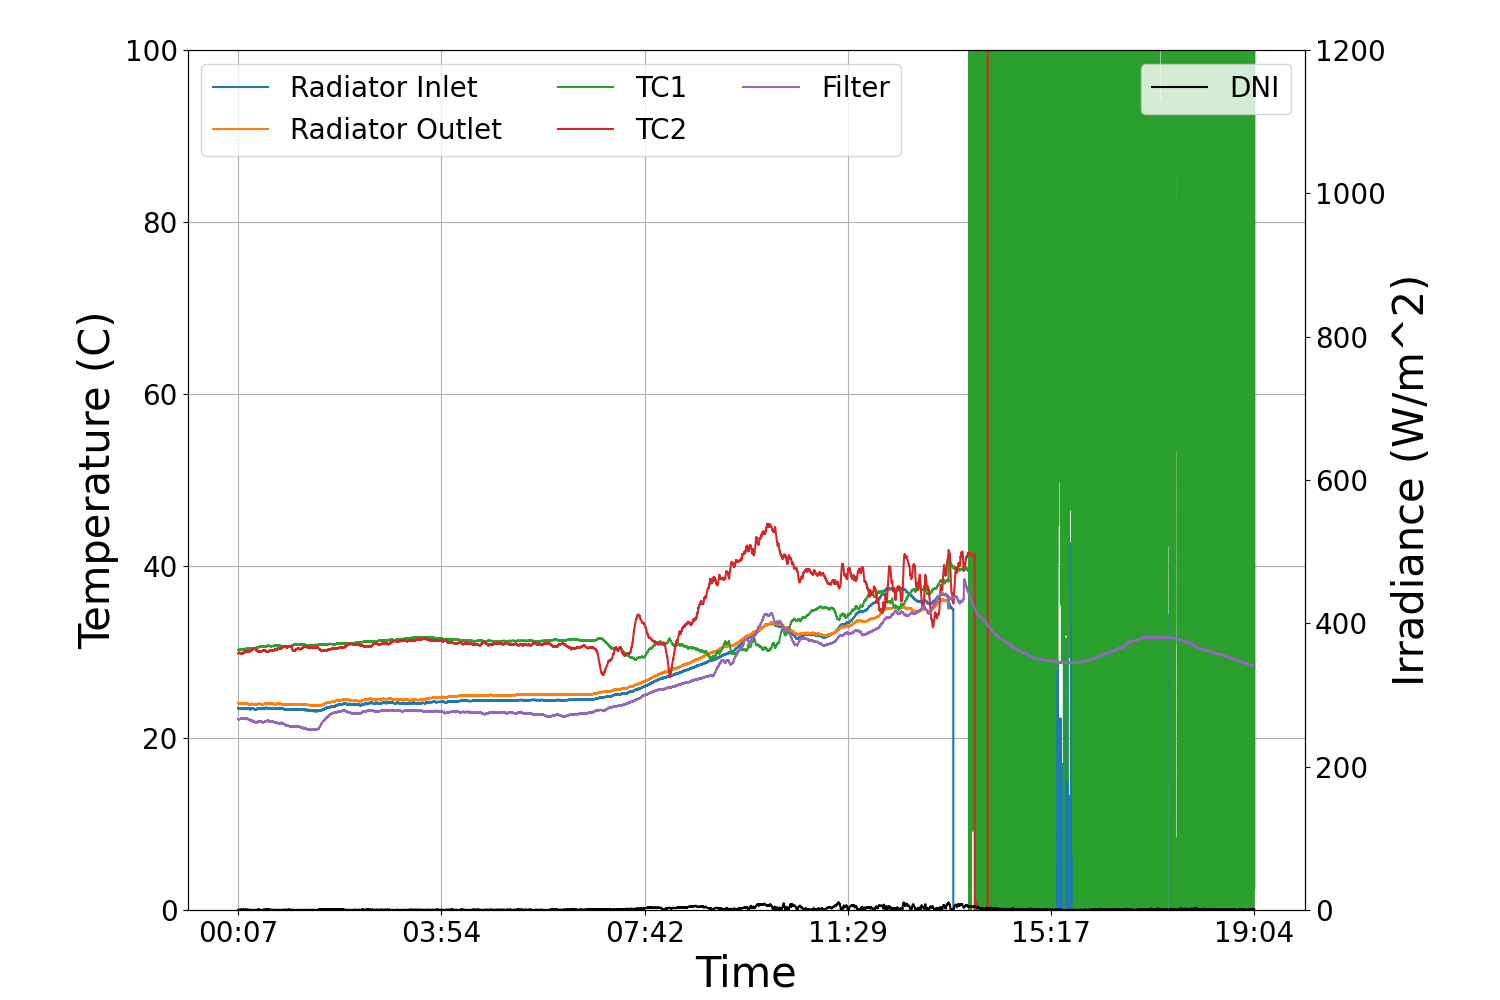 100
80
60
40
20
0
Temperature (C)
Radiator Inlet
Radiator Outlet
TC1
TC2
Filter
DNI
1200
1000
800
600
400
200
0
Irradiance (W/m^2)
00:07 03:54 07:42 11:29 15:17 19:04
Time